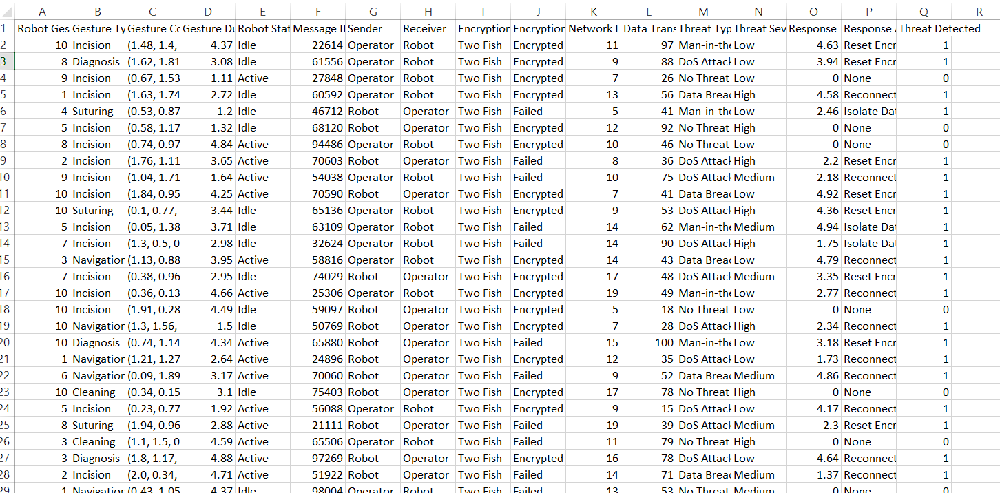 A B C D E F G H I J K L M N O P Q R
1 Robot Ges Gesture Ty Gesture Co Gesture Du Robot Stat Message II Sender Receiver Encryption Encryption Network L Data Trans Threat Typ Threat Sev Response Response Threat Detected
2 10 Incision (1.48, 1.4, 4.37 Idle 22614 Operator Robot Two Fish Encrypted 11 97 Man-in-the Low 4.63 Reset Encr 1
3 8 Diagnosis (1.62, 1.81 3.08 Idle 61556 Operator Robot Two Fish Encrypted 9 88 DoS Attack Low 3.94 Reset Encr 1
4 9 Incision (0.67, 1.53 1.11 Active 27848 Operator Robot Two Fish Encrypted 7 26 No Threat Low 0 None 0
5 1 Incision (1.63, 1.74 2.72 Idle 60592 Operator Robot Two Fish Encrypted 13 56 Data Brea High 4.58 Reconnect 1
6 4 Suturing (0.53, 0.87 1.2 Idle 46712 Robot Operator Two Fish Failed 5 41 Man-in-the Low 2.46 Isolate Dat 1
7 5 Incision (0.58, 1.17 1.32 Idle 68120 Robot Operator Two Fish Encrypted 12 92 No Threat High 0 None 0
8 8 Incision (0.74, 0.97 4.84 Active 94486 Operator Robot Two Fish Encrypted 10 46 No Threat Low 0 None 0
9 2 Incision (1.76, 1.11 3.65 Active 70603 Robot Operator Two Fish Failed 8 36 DoS Attack High 2.2 Reset Encr 1
10 9 Incision (1.04, 1.71 1.64 Active 54038 Operator Robot Two Fish Failed 10 75 DoS Attack Medium 2.18 Reconnect 1
11 10 Incision (1.84, 0.95 4.25 Active 70590 Robot Operator Two Fish Encrypted 7 41 Data Brea Low 4.92 Reset Encr 1
12 10 Suturing (0.1, 0.77, 3.44 Idle 65136 Operator Robot Two Fish Encrypted 9 53 DoS Attack High 4.36 Reset Encr 1
13 5 Incision (0.05, 1.38 3.71 Idle 63109 Operator Robot Two Fish Failed 14 62 Man-in-the Medium 4.94 Isolate Dat 1
14 7 Incision (1.3, 0.5, 0 2.98 Idle 32624 Operator Robot Two Fish Failed 14 90 DoS Attack High 1.75 Isolate Dat 1
15 3 Navigation (1.13, 0.88 3.95 Active 58816 Operator Robot Two Fish Encrypted 14 43 Data Brea Low 4.79 Reconnect 1
16 7 Incision (0.38, 0.96 2.95 Idle 74029 Robot Operator Two Fish Encrypted 17 48 DoS Attack Medium 3.35 Reset Encr 1
17 10 Incision (0.36, 0.13 4.66 Active 25306 Operator Robot Two Fish Encrypted 19 49 Man-in-the Low 2.77 Reconnect 1
18 10 Incision (1.91, 0.28 4.49 Idle 59097 Robot Operator Two Fish Encrypted 5 18 No Threat Low 0 None 0
19 10 Navigation (1.3, 1.56, 1.5 Idle 50769 Robot Operator Two Fish Encrypted 7 28 DoS Attack High 2.34 Reconnect 1
20 10 Diagnosis (0.74, 1.14 4.34 Active 65880 Robot Operator Two Fish Failed 15 100 Man-in-the Low 3.18 Reset Encr 1
21 1 Navigation (1.21, 1.27 2.64 Active 24896 Robot Operator Two Fish Encrypted 12 35 DoS Attack Low 1.73 Reconnect 1
22 6 Navigation (0.09, 1.89 3.17 Active 70060 Robot Operator Two Fish Failed 9 52 Data Brea Medium 4.86 Reconnect 1
23 10 Cleaning (0.34, 0.15 3.1 Idle 75403 Robot Operator Two Fish Encrypted 17 78 No Threat High 0 None 0
24 5 Incision (0.23, 0.77 1.92 Active 56088 Operator Robot Two Fish Encrypted 9 15 DoS Attack Low 4.17 Reconnect 1
25 8 Suturing (1.94, 0.96 2.88 Active 21111 Robot Operator Two Fish Failed 19 39 DoS Attack Medium 2.3 Reset Encr 1
26 3 Cleaning (1.1, 1.5, 0 4.59 Active 65506 Operator Robot Two Fish Failed 11 79 No Threat High 0 None 0
27 3 Diagnosis (1.8, 1.17, 4.88 Active 97269 Robot Operator Two Fish Encrypted 16 78 DoS Attack Low 4.64 Reconnect 1
28 2 Incision (2.0, 0.34, 4.71 Active 51922 Robot Operator Two Fish Failed 14 71 Data Brea Medium 1.37 Reconnect 1
29 1 Navigation (0.43, 1.05 4.37 Idle 98004 Operator Robot Two Fish Failed 13 53 No Threat Medium 0 None 0